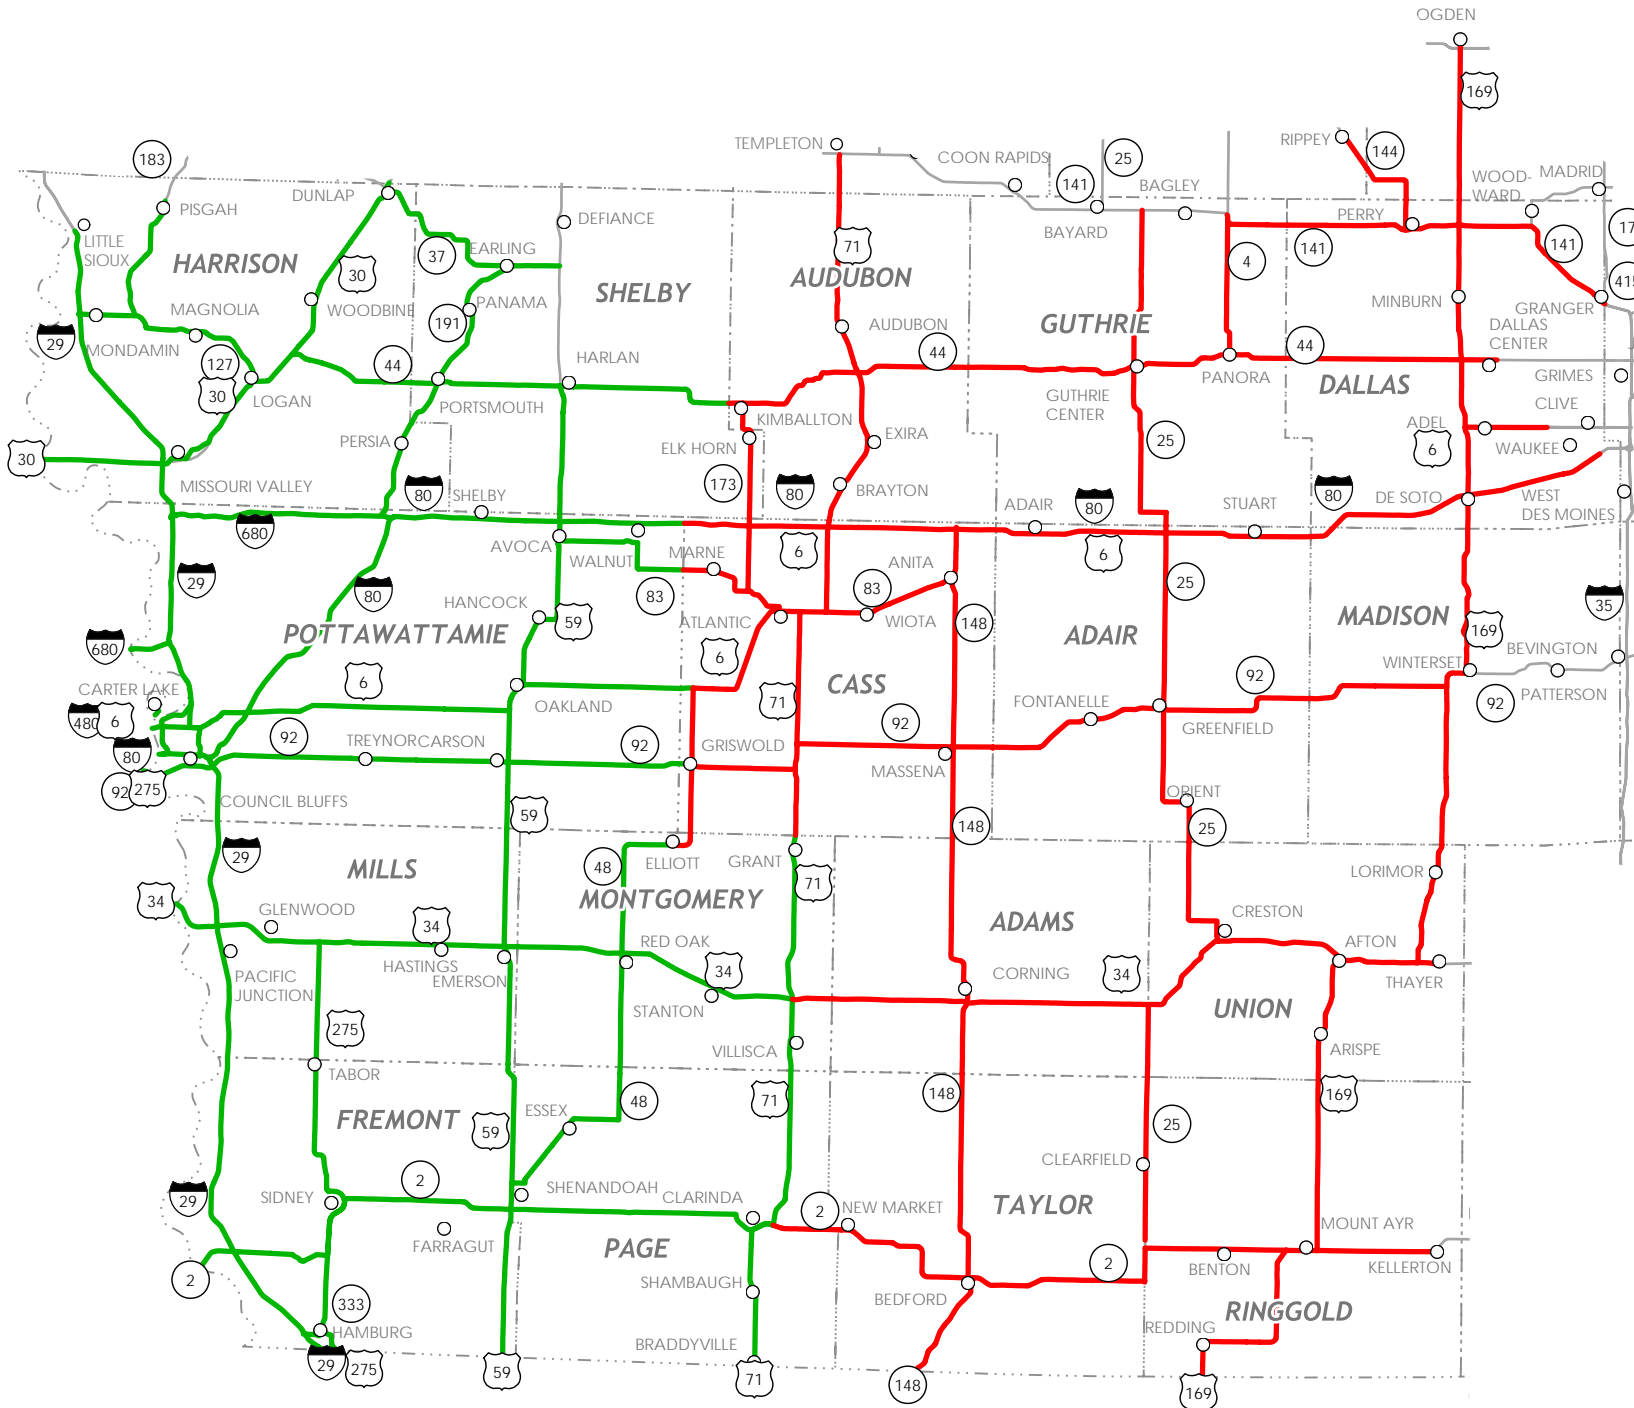 OGDEN
169
TEMPLETON
RIPPEY
144
183
COON RAPIDS
25
141
BAGLEY
WOOD-
WARD
MADRID
DUNLAP
PISGAH
DEFIANCE
PERRY
17
LITTLE
SIOUX
EARLING
37
71
BAYARD
4
141
141
HARRISON
30
SHELBY
AUDUBON
415
MAGNOLIA
WOODBINE
PANAMA
191
MINBURN
GRANGER
29
MONDAMIN
127
AUDUBON
GUTHRIE
DALLAS
CENTER
44
HARLAN
44
44
30
LOGAN
PORTSMOUTH
GUTHRIE
CENTER
PANORA
DALLAS
GRIMES
KIMBALLTON
CLIVE
PERSIA
ELK HORN
EXIRA
25
ADEL
6
WAUKEE
30
MISSOURI VALLEY
80
SHELBY
173
80
BRAYTON
ADAIR
80
STUART
80
DE SOTO
WEST
DES MOINES
680
AVOCA
WALNUT
MARNE
6
ANITA
6
29
80
HANCOCK
59
83
83
25
35
POTTAWATTAMIE
ATLANTIC
WIOTA
148
ADAIR
MADISON
169
680
6
6
CASS
WINTERSET
BEVINGTON
CARTER LAKE
480
6
OAKLAND
71
FONTANELLE
92
PATTERSON
92
92
TREYNOR
CARSON
92
GRISWOLD
92
GREENFIELD
80
MASSENA
92
275
COUNCIL BLUFFS
59
ORIENT
148
25
29
MILLS
48
ELLIOTT
GRANT
71
LORIMOR
34
GLENWOOD
MONTGOMERY
34
RED OAK
ADAMS
CRESTON
AFTON
HASTINGS
EMERSON
PACIFIC
JUNCTION
34
CORNING
34
THAYER
STANTON
UNION
275
VILLISCA
ARISPE
TABOR
FREMONT
ESSEX
48
71
148
169
59
25
CLEARFIELD
2
SIDNEY
29
SHENANDOAH
CLARINDA
2
NEW MARKET
TAYLOR
MOUNT AYR
FARRAGUT
PAGE
2
BENTON
KELLERTON
2
SHAMBAUGH
BEDFORD
333
HAMBURG
RINGGOLD
REDDING
BRADDYVILLE
29
275
59
71
148
169